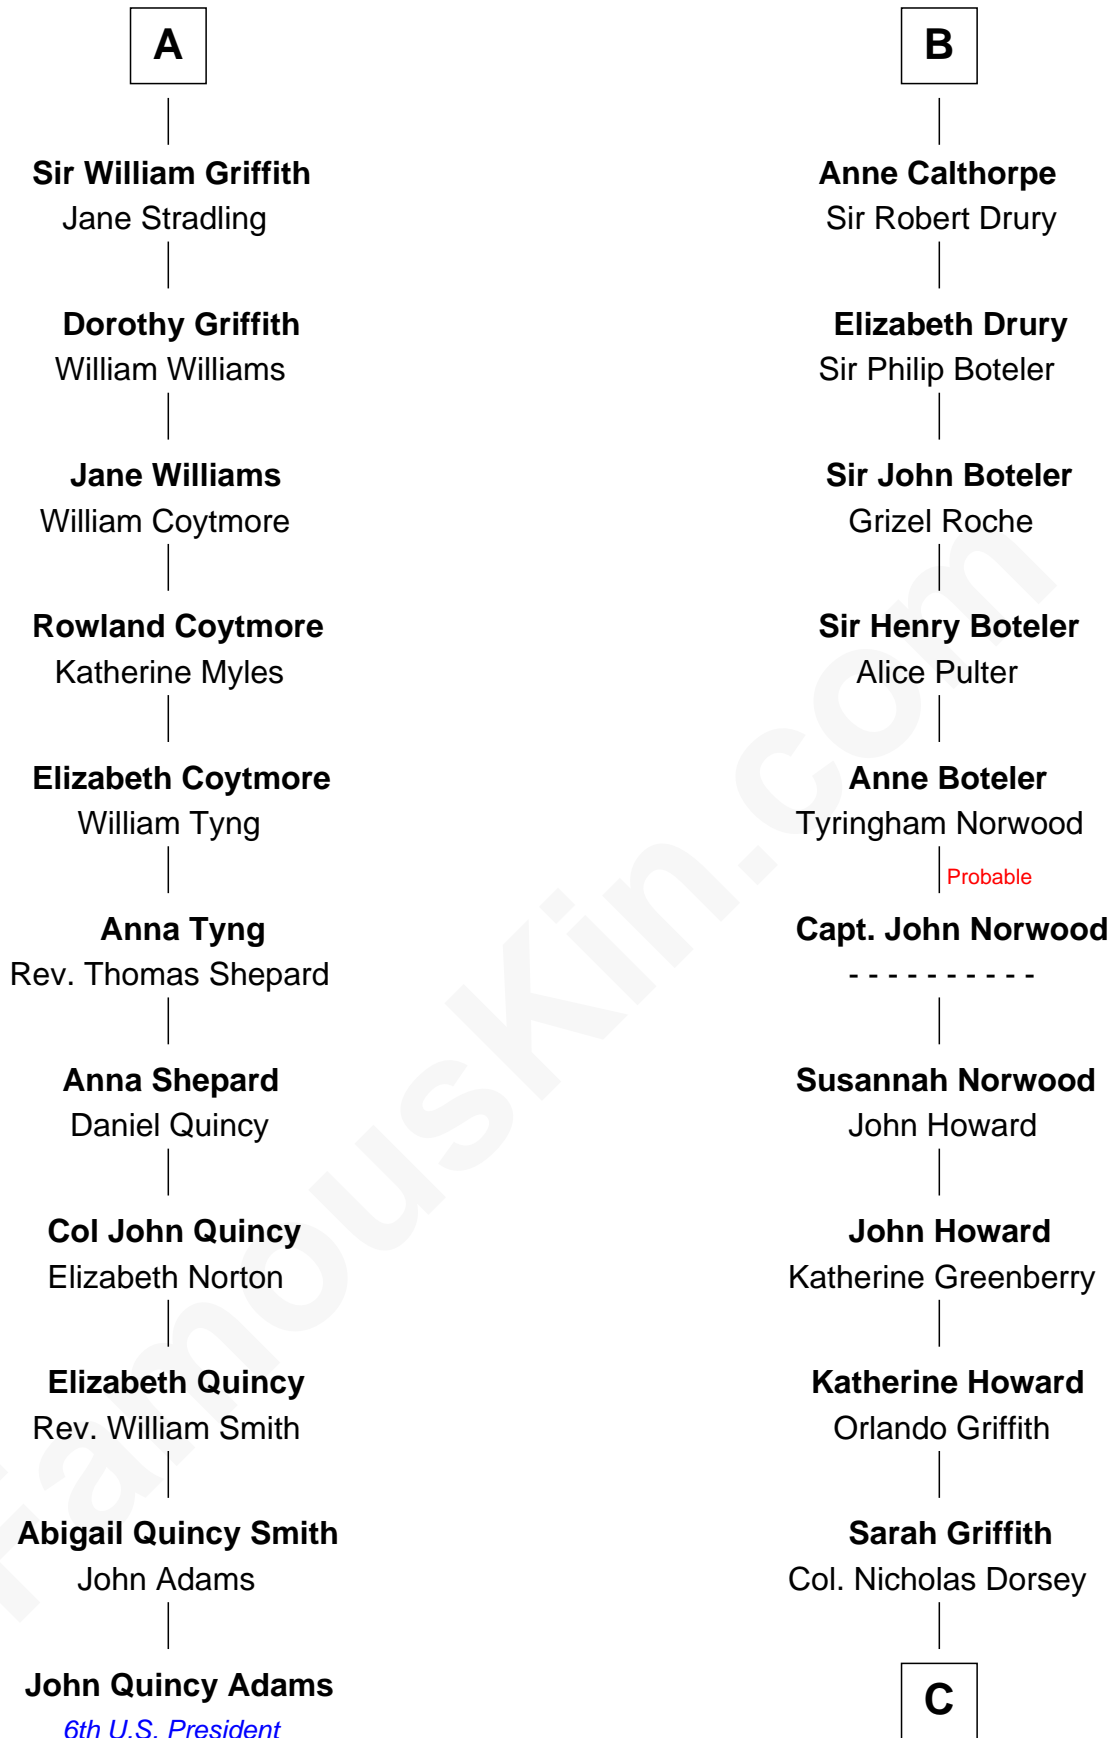 A
Sir William Griffith
Jane Stradling
Dorothy Griffith
William Williams
Jane Williams
William Coytmore
Rowland Coytmore
Katherine Myles
Elizabeth Coytmore
William Tyng
Anna Tyng
Rev. Thomas Shepard
Anna Shepard
Daniel Quincy
Col John Quincy
Elizabeth Norton
Elizabeth Quincy
Rev. William Smith
Abigail Quincy Smith
John Adams
John Quincy Adams
6th U.S. President
B
Anne Calthorpe
Sir Robert Drury
Elizabeth Drury
Sir Philip Boteler
Sir John Boteler
Grizel Roche
Sir Henry Boteler
Alice Pulter
Anne Boteler
Tyringham Norwood
Probable
Capt. John Norwood
- - - - - - - - - -
Susannah Norwood
John Howard
John Howard
Katherine Greenberry
Katherine Howard
Orlando Griffith
Sarah Griffith
Col. Nicholas Dorsey
C
FamousKin.com